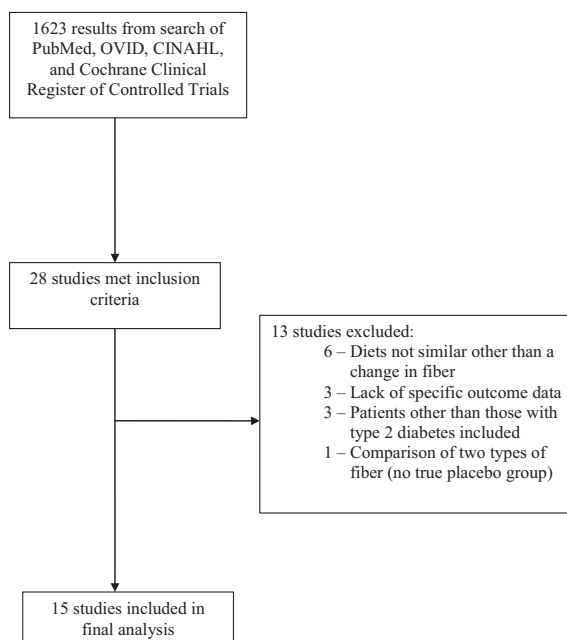 1623 results from search of
PubMed, OVID, CINAHL,
and Cochrane Clinical
Register of Controlled Trials
28 studies met inclusion
criteria
13 studies excluded:
6 – Diets not similar other than a
change in fiber
3 – Lack of specific outcome data
3 – Patients other than those with
type 2 diabetes included
1 – Comparison of two types of
fiber (no true placebo group)
15 studies included in
final analysis